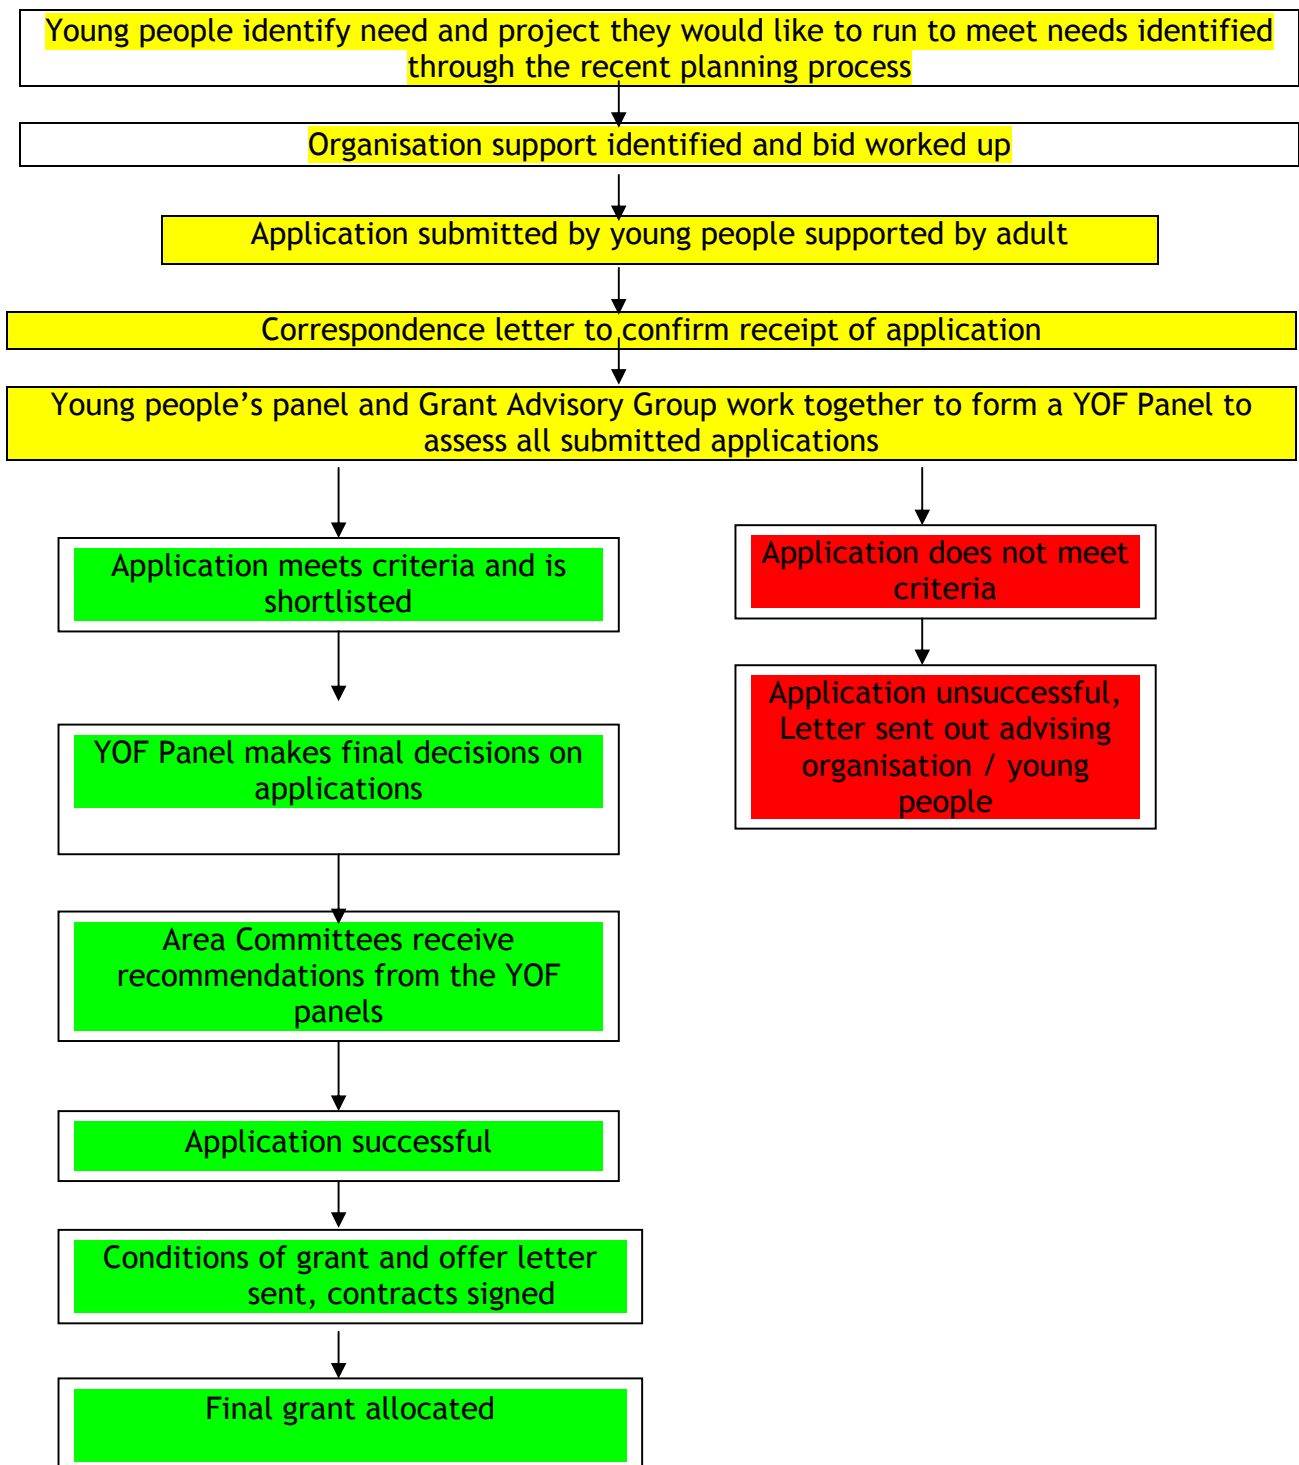 Young people identify need and project they would like to run to meet needs identified
through the recent planning process
Organisation support identified and bid worked up
Application submitted by young people supported by adult
Correspondence letter to confirm receipt of application
Young people’s panel and Grant Advisory Group work together to form a YOF Panel to
assess all submitted applications
Application meets criteria and is
shortlisted
Application does not meet
criteria
Application unsuccessful,
Letter sent out advising
organisation / young
people
YOF Panel makes final decisions on
applications
Area Committees receive
recommendations from the YOF
panels
Application successful
Conditions of grant and offer letter
sent, contracts signed
Final grant allocated